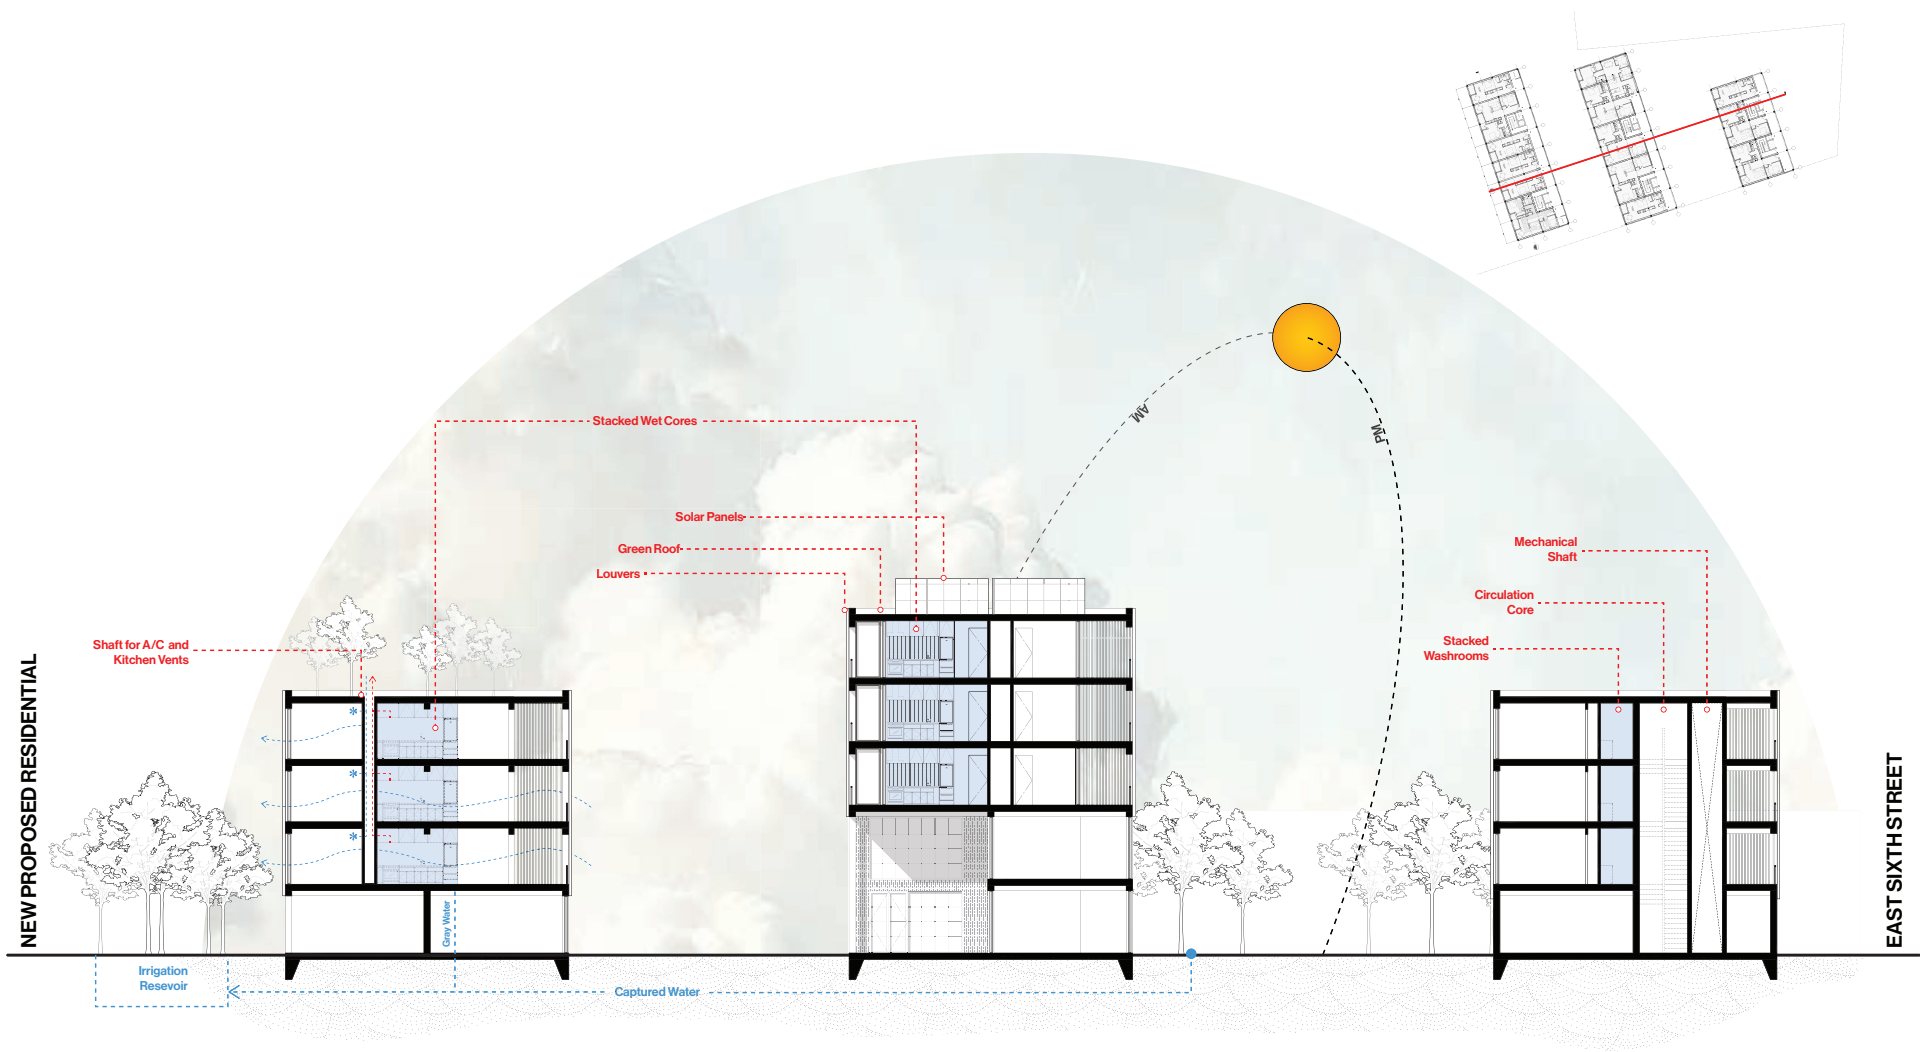 Stacked Wet Cores
AM
PM
Solar Panels
Green Roof
Louvers
Mechanical
Shaft
Circulation
Core
Stacked
Washrooms
Shaft for A/C and
Kitchen Vents
NEW PROPOSED RESIDENTIAL
EAST SIXTH STREET
Gray Water
Irrigation
Resevoir
Captured Water